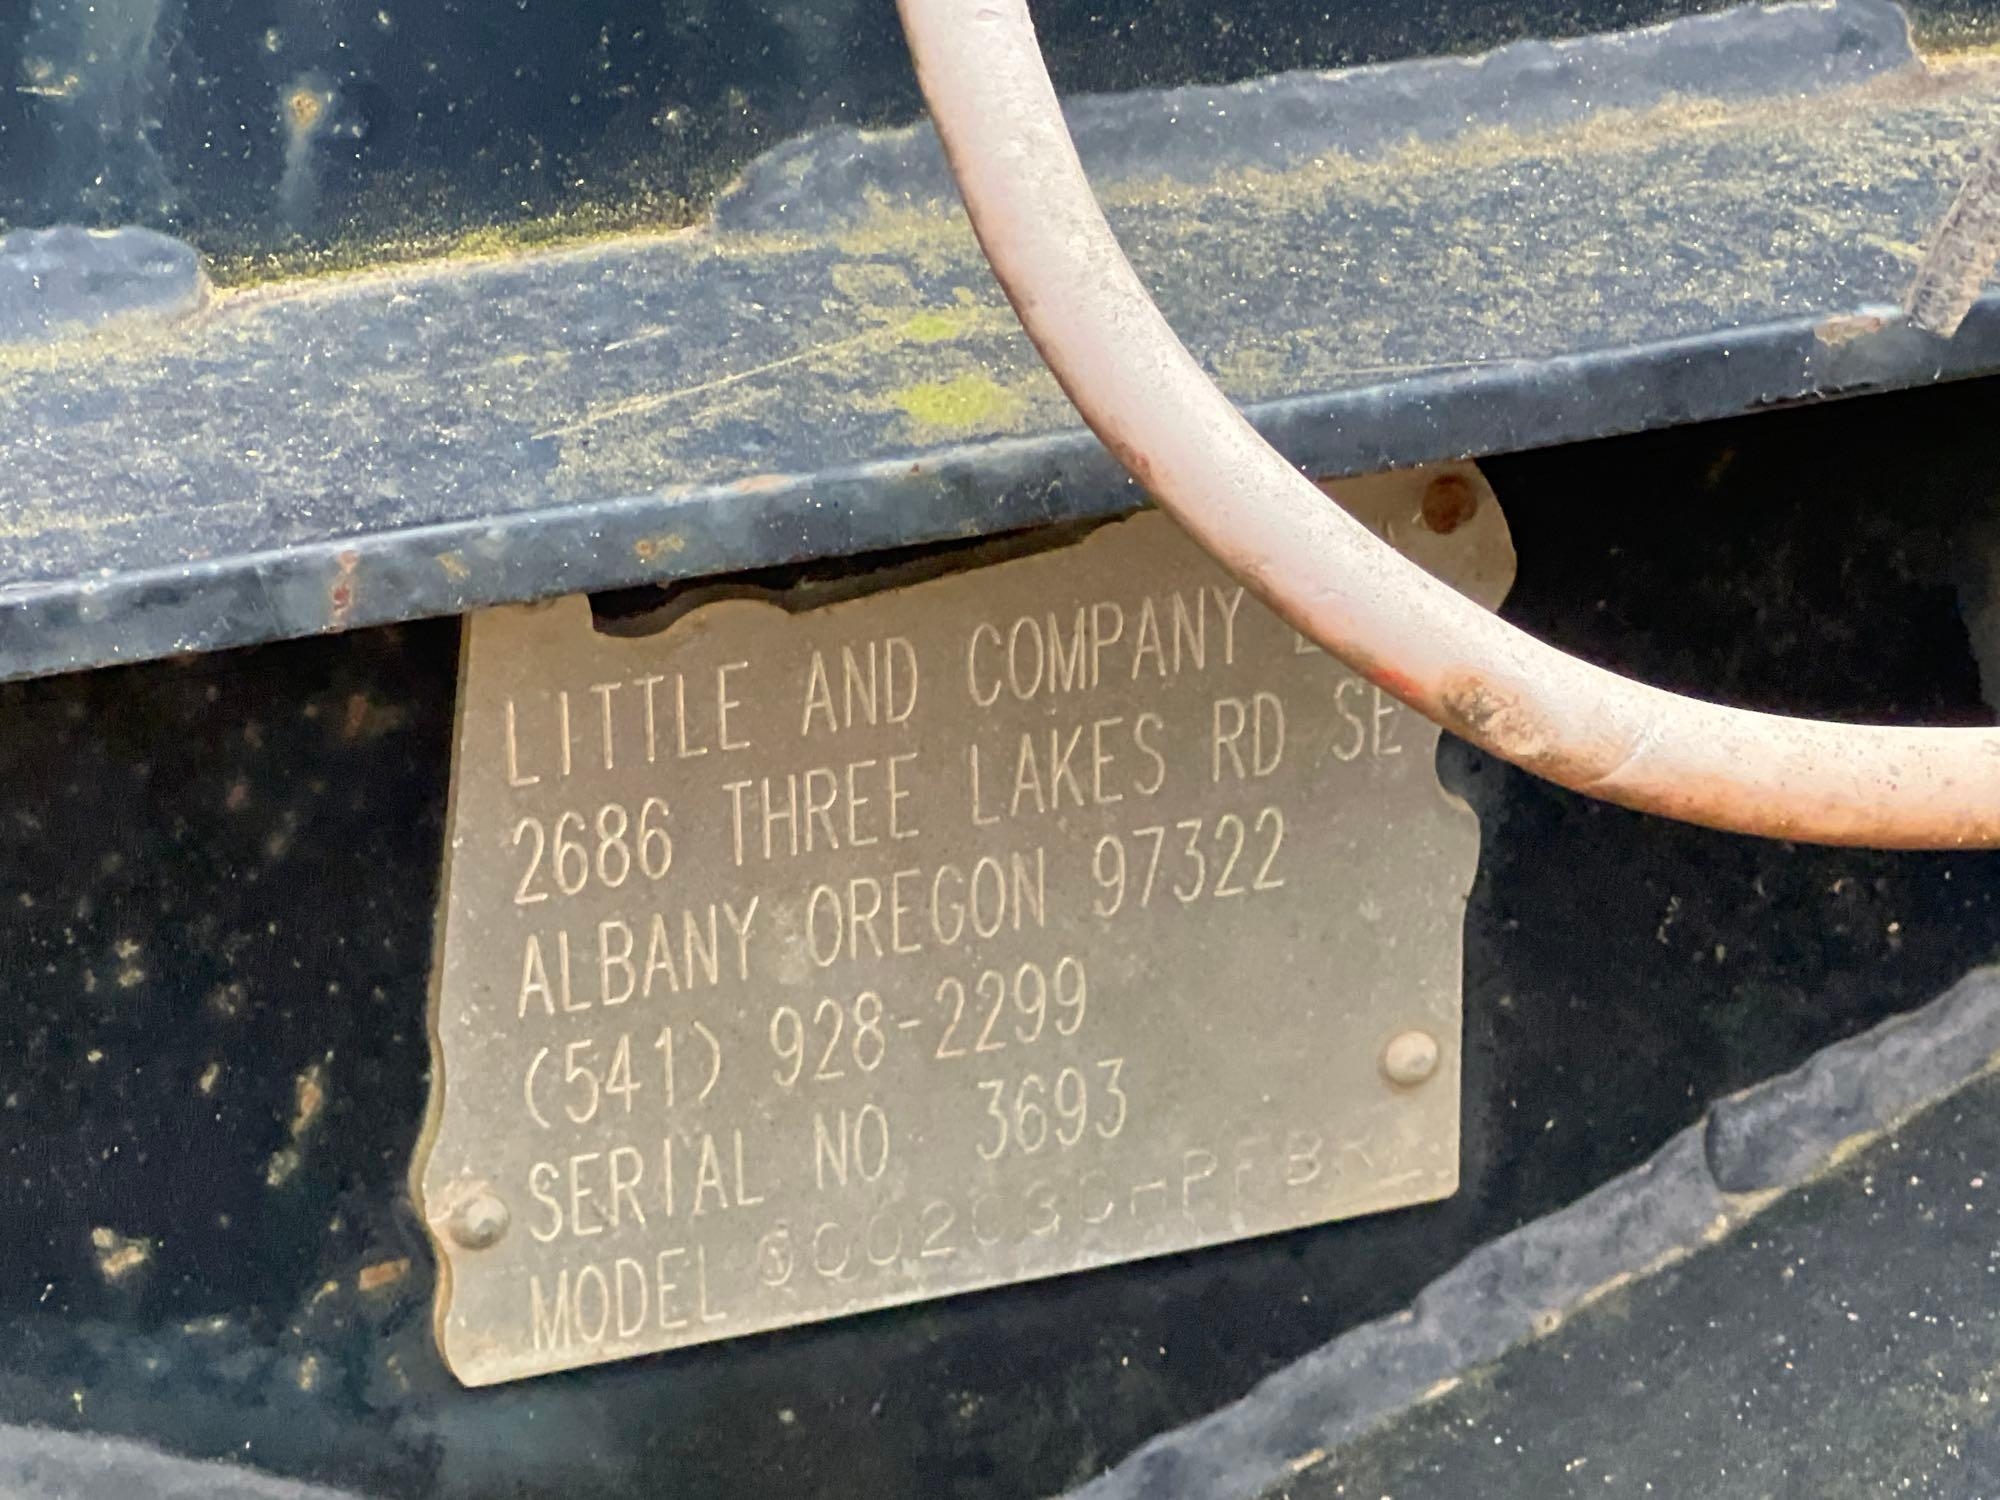 LITTLE AND COMPANY
2686 THREE LAKES RD SE
ALBANY OREGON 97322
(541) 928-2299
SERIAL NO 3693
MODEL